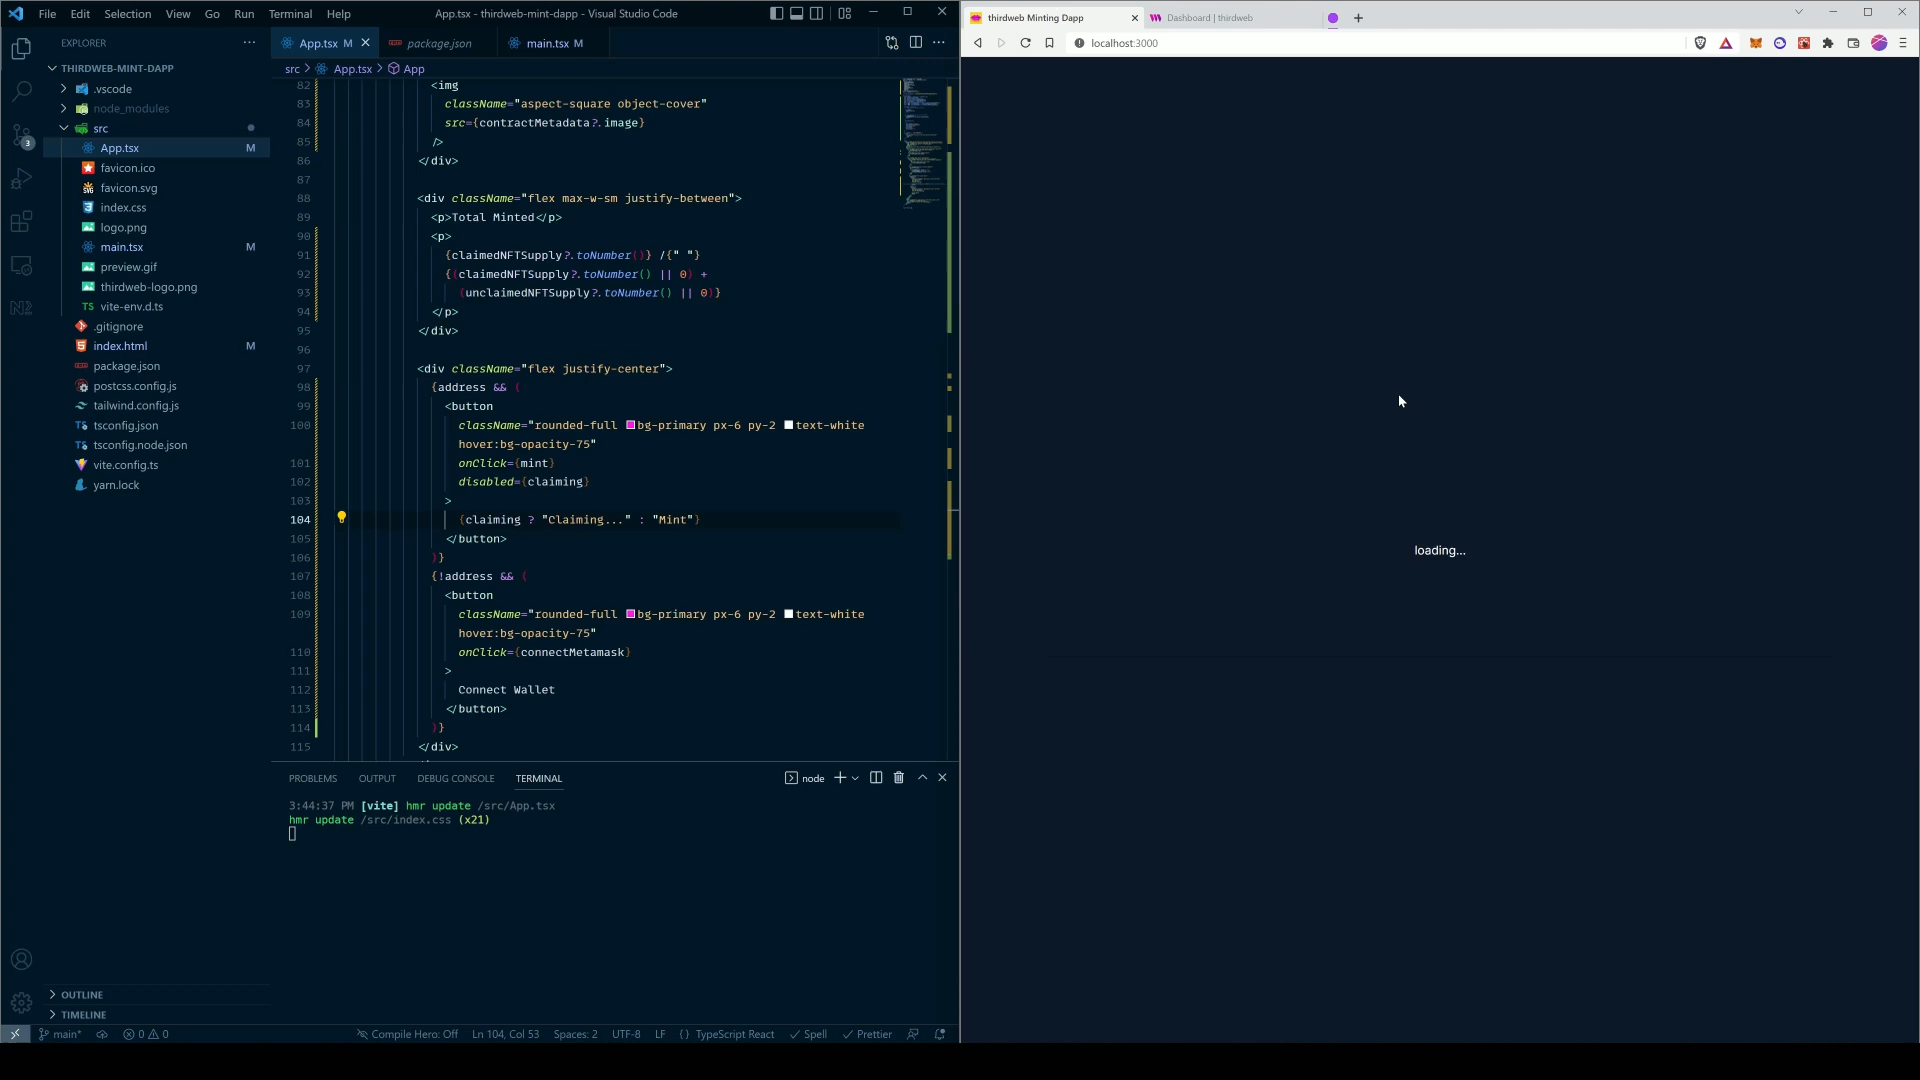 File Edit Selection View Go Run Terminal Help
App.tsx - thirdweb-mint-dapp - Visual Studio Code
EXPLORER
THIRDWEB-MINT-DAPP
.vscode
node_modules
src
App.tsx M
favicon.ico
favicon.svg
index.css
logo.png
main.tsx M
preview.gif
thirdweb-logo.png
TS vite-env.d.ts
.gitignore
index.html M
package.json
postcss.config.js
tailwind.config.js
tsconfig.json
tsconfig.node.json
vite.config.ts
yarn.lock
OUTLINE
TIMELINE
3
App.tsx M package.json main.tsx M
src > App.tsx > App
82 <img
83 className="aspect-square object-cover"
84 src={contractMetadata?.image}
85 />
86 </div>
87
88 <div className="flex max-w-sm justify-between">
89 <p>Total Minted</p>
90 <p>
91 {claimedNFTSupply?.toNumber()} /{" "}
92 {(claimedNFTSupply?.toNumber() || 0) +
93 (unclaimedNFTSupply?.toNumber() || 0)}
94 </p>
95 </div>
96
97 <div className="flex justify-center">
98 {address && (
99 <button
100 className="rounded-full bg-primary px-6 py-2 text-white
hover:bg-opacity-75"
101 onClick={mint}
102 disabled={claiming}
103 >
104 {claiming ? "Claiming..." : "Mint"}
105 </button>
106 )}
107 {!address && (
108 <button
109 className="rounded-full bg-primary px-6 py-2 text-white
hover:bg-opacity-75"
110 onClick={connectMetamask}
111 >
112 Connect Wallet
113 </button>
114 )}
115 </div>
PROBLEMS OUTPUT DEBUG CONSOLE TERMINAL
node
3:44:37 PM [vite] hmr update /src/App.tsx
hmr update /src/index.css (x21)
main* 0 0 Compile Hero: Off Ln 104, Col 53 Spaces: 2 UTF-8 LF {} TypeScript React Spell Prettier
thirdweb Minting Dapp
Dashboard | thirdweb
localhost:3000
loading...